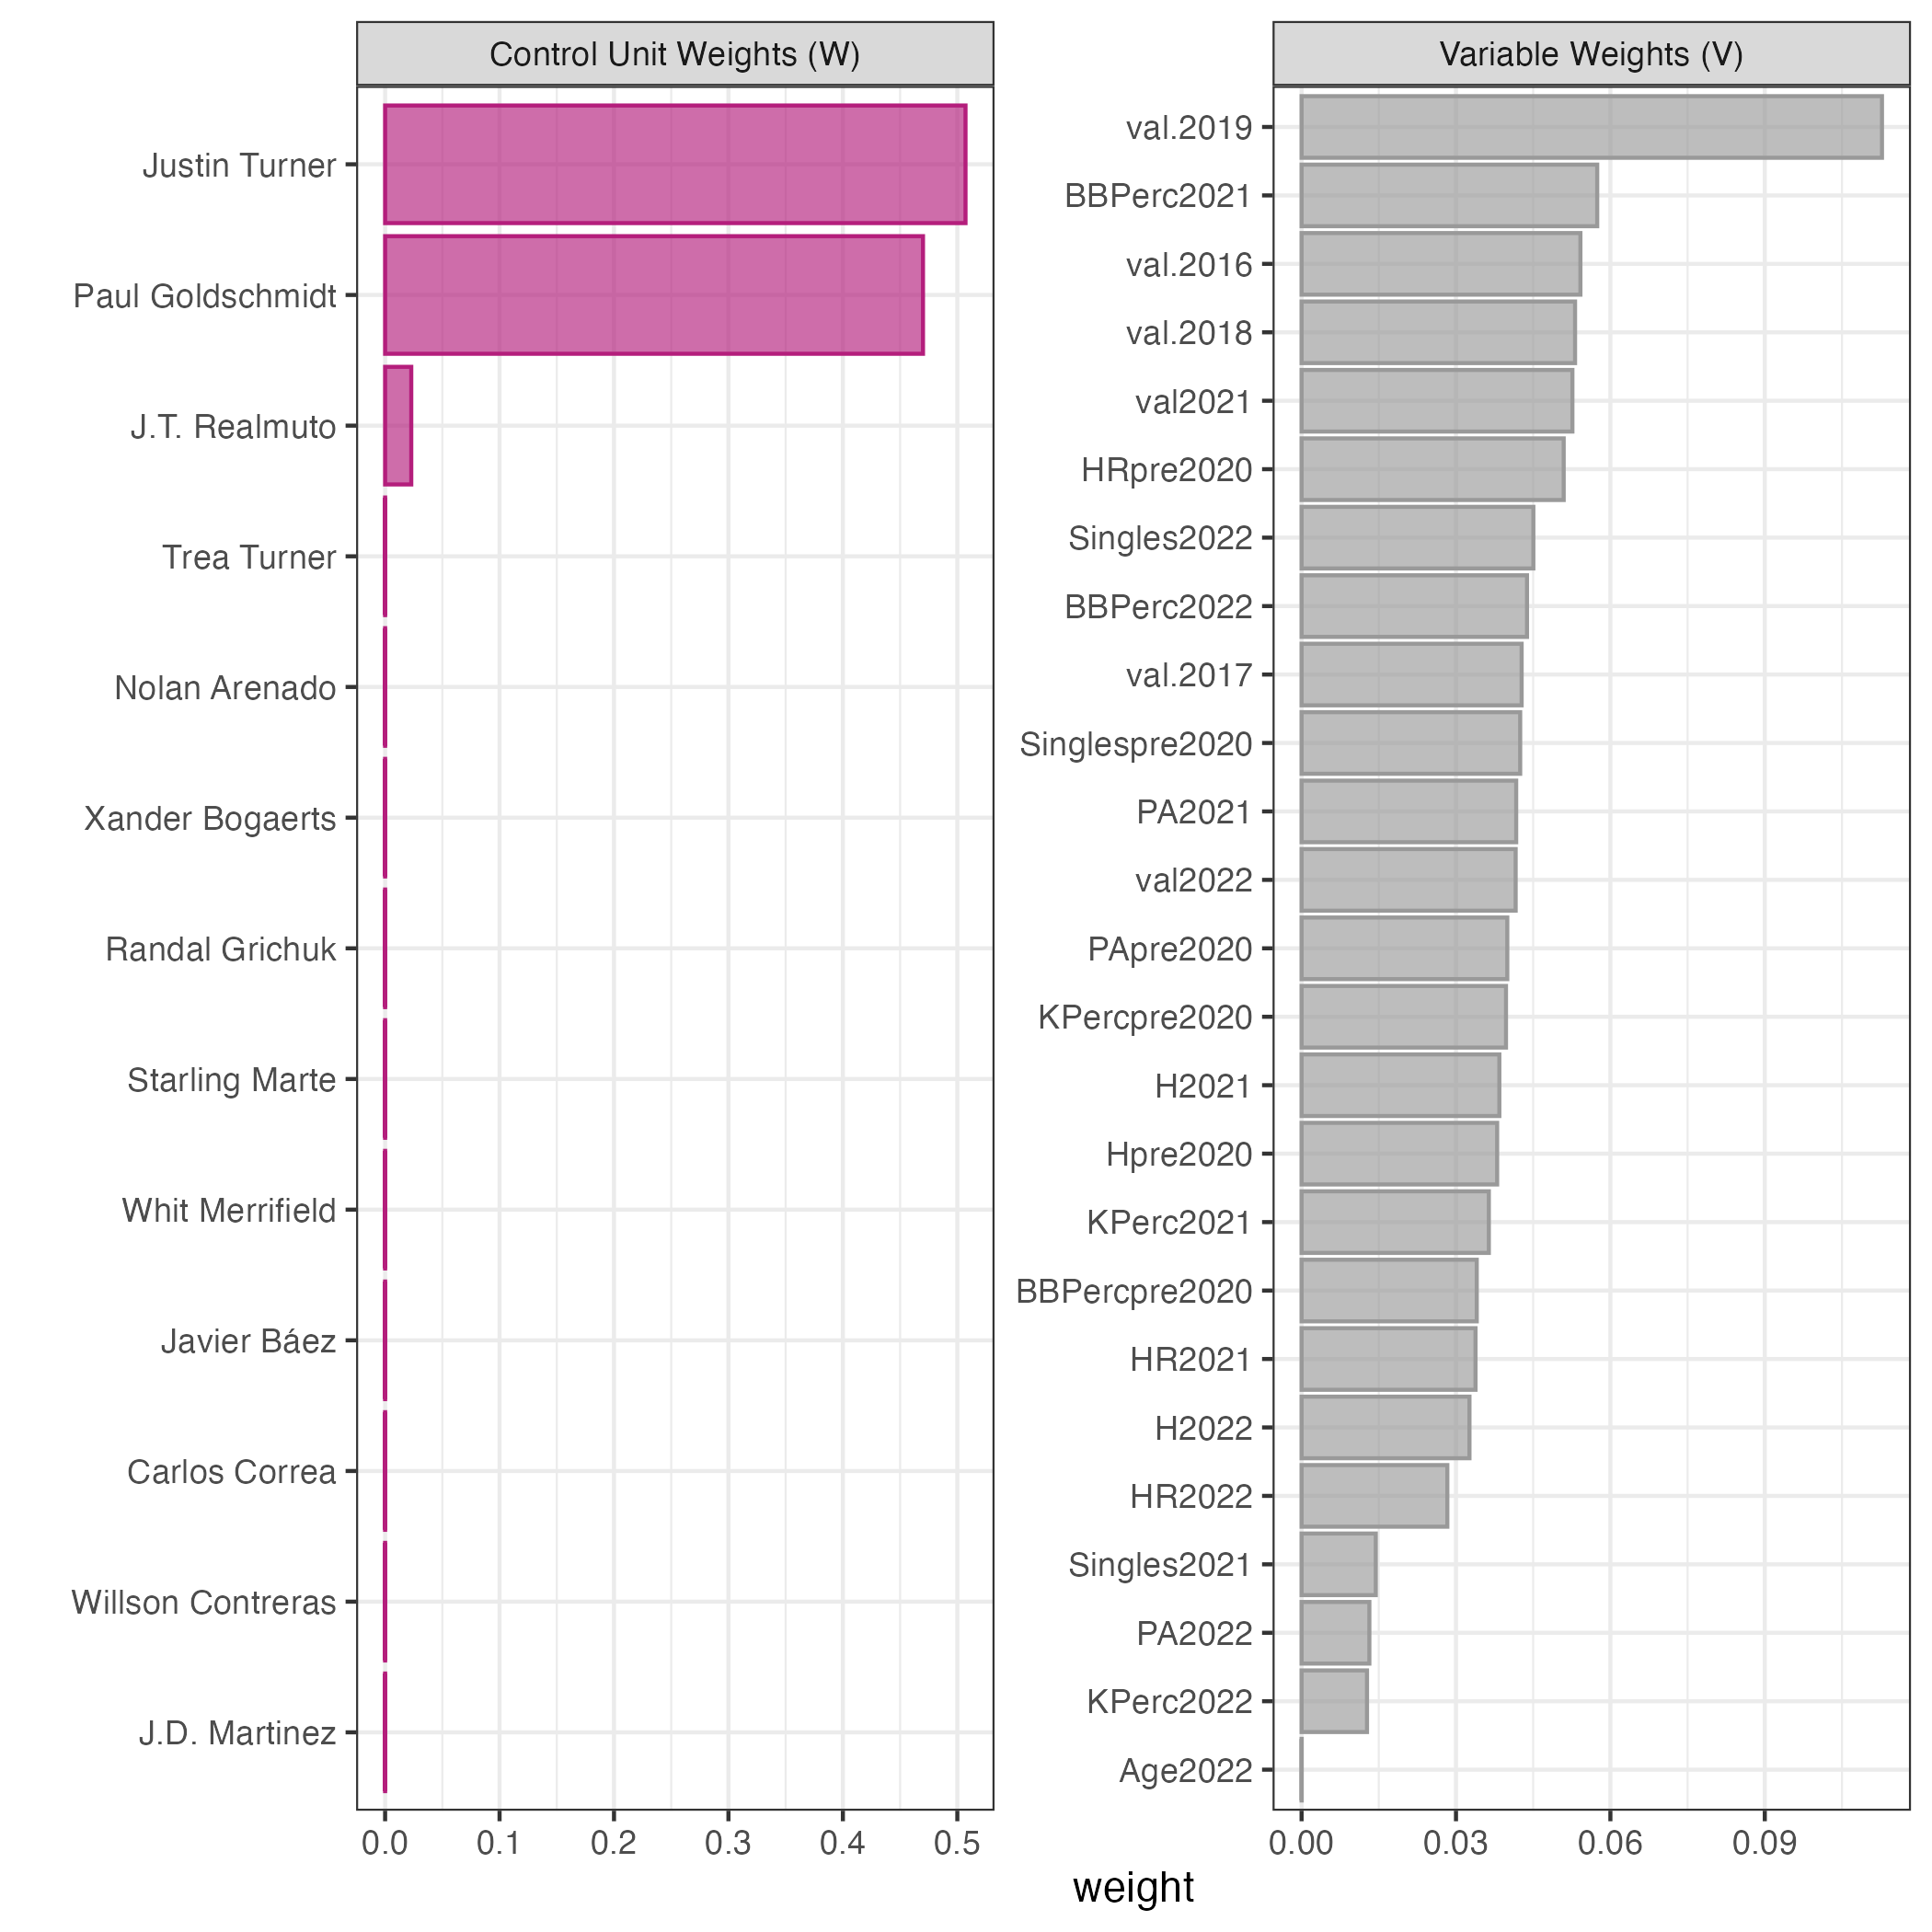 Control Unit Weights (W)
Justin Turner
Paul Goldschmidt
J.T. Realmuto
Trea Turner
Nolan Arenado
Xander Bogaerts
Randal Grichuk
Starling Marte
Whit Merrifield
Javier Báez
Carlos Correa
Willson Contreras
J.D. Martinez
0.0 0.1 0.2 0.3 0.4 0.5
Variable Weights (V)
val.2019
BBPerc2021
val.2016
val.2018
val2021
HRpre2020
Singles2022
BBPerc2022
val.2017
Singlespre2020
PA2021
val2022
PApre2020
KPercpre2020
H2021
Hpre2020
KPerc2021
BBPercpre2020
HR2021
H2022
HR2022
Singles2021
PA2022
KPerc2022
Age2022
0.00 0.03 0.06 0.09
weight